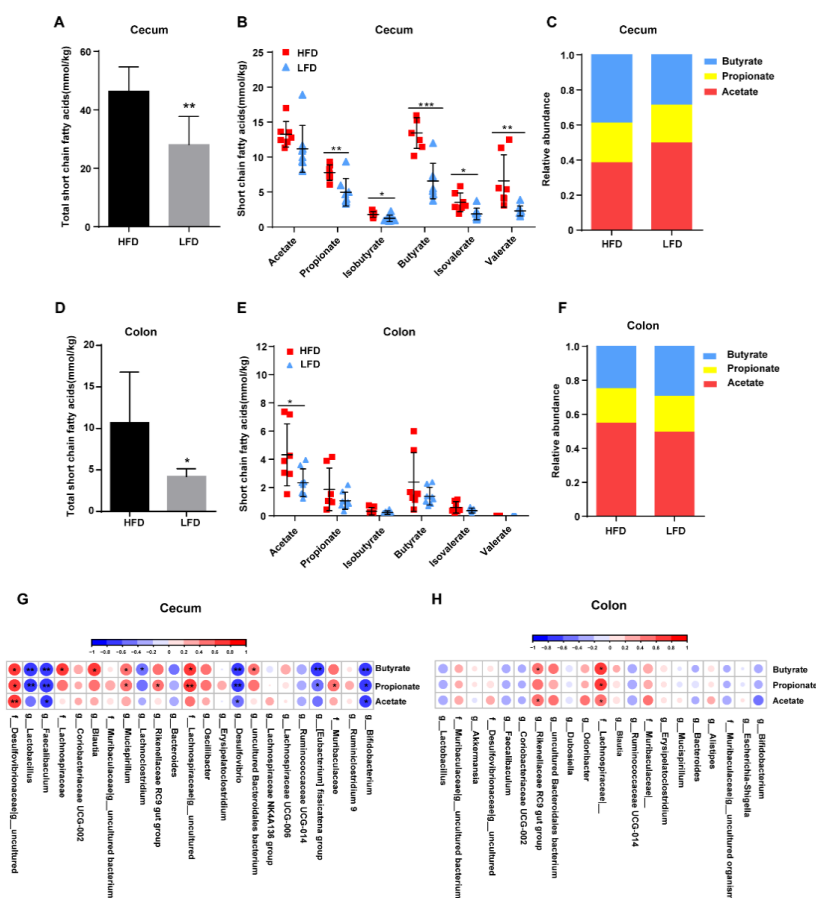 A
Cecum
Total short chain fatty acids(mmol/kg)
60
40
20
0
**
HFD
LFD
B
Cecum
Short chain fatty acids(mmol/kg)
25
20
15
10
5
0
HFD
LFD
**
*
***
*
**
Acetate
Propionate
Isobutyrate
Butyrate
Isovalerate
Valerate
C
Cecum
Relative abundance
1.0
0.8
0.6
0.4
0.2
0
HFD
LFD
Butyrate
Propionate
Acetate
D
Colon
Total short chain fatty acids(mmol/kg)
20
15
10
5
0
*
HFD
LFD
E
Colon
Short chain fatty acids(mmol/kg)
12
10
8
6
4
2
0
HFD
LFD
*
Acetate
Propionate
Isobutyrate
Butyrate
Isovalerate
Valerate
F
Colon
Relative abundance
1.0
0.8
0.6
0.4
0.2
0
HFD
LFD
Butyrate
Propionate
Acetate
G
Cecum
−1 −0.8 −0.6 −0.4 −0.2 0 0.2 0.4 0.6 0.8 1
Butyrate
Propionate
Acetate
f__Desulfovibrionaceae|g__uncultured
g__Lactobacillus
g__Faecalibaculum
f__Lachnospiraceae
g__Coriobacteriaceae UCG-002
g__Blautia
f__Muribaculaceae|g__uncultured bacterium
g__Mucispirillum
g__Lachnoclostridium
g__Rikenellaceae RC9 gut group
g__Bacteroides
f__Lachnospiraceae|g__uncultured
g__Oscillibacter
g__Erysipelatoclostridium
g__Desulfovibrio
g__uncultured Bacteroidales bacterium
g__Lachnospiraceae NK4A136 group
g__Lachnospiraceae UCG-006
g__Ruminococcaceae UCG-014
g__[Eubacterium] fissicatena group
f__Muribaculaceae
g__Ruminiclostridium 9
g__Bifidobacterium
H
Colon
−1 −0.8 −0.6 −0.4 −0.2 0 0.2 0.4 0.6 0.8 1
Butyrate
Propionate
Acetate
g__Lactobacillus
f__Muribaculaceae|g__uncultured bacterium
g__Akkermansia
f__Desulfovibrionaceae|g__uncultured
g__Faecalibaculum
g__Coriobacteriaceae UCG-002
g__Rikenellaceae RC9 gut group
g__uncultured Bacteroidales bacterium
g__Dubosiella
g__Odoribacter
f__Lachnospiraceae|__
g__Blautia
g__Ruminococcaceae UCG-014
f__Muribaculaceae|__
g__Erysipelatoclostridium
g__Mucispirillum
g__Bacteroides
g__Alistipes
f__Muribaculaceae|g__uncultured organism
g__Escherichia-Shigella
g__Bifidobacterium